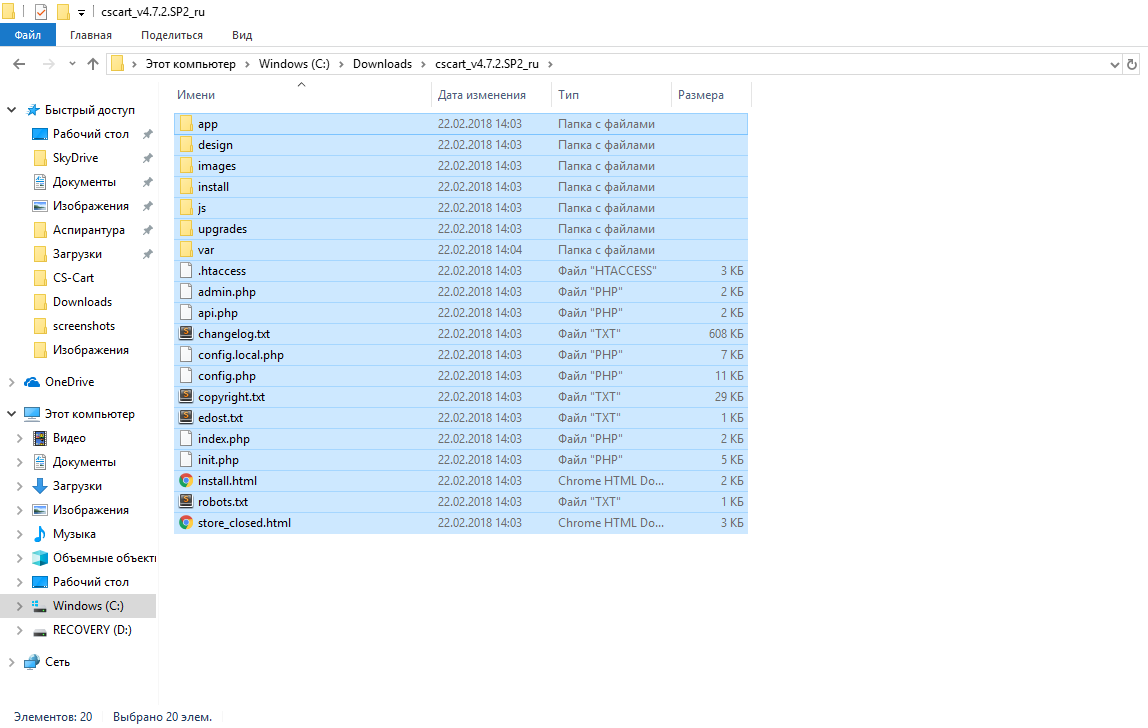 cscart_v4.7.2.SP2_ru
Файл Главная Поделиться Вид
Этот компьютер Windows (C:) Downloads cscart_v4.7.2.SP2_ru
Имени Дата изменения Тип Размера
Быстрый доступ
Рабочий стол
SkyDrive
Документы
Изображения
Аспирантура
Загрузки
CS-Cart
Downloads
screenshots
Изображения
OneDrive
Этот компьютер
Видео
Документы
Загрузки
Изображения
Музыка
Объемные объекти
Рабочий стол
Windows (C:)
RECOVERY (D:)
Сеть
app 22.02.2018 14:03 Папка с файлами
design 22.02.2018 14:03 Папка с файлами
images 22.02.2018 14:03 Папка с файлами
install 22.02.2018 14:03 Папка с файлами
js 22.02.2018 14:03 Папка с файлами
upgrades 22.02.2018 14:03 Папка с файлами
var 22.02.2018 14:04 Папка с файлами
.htaccess 22.02.2018 14:03 Файл "HTACCESS" 3 КБ
admin.php 22.02.2018 14:03 Файл "PHP" 2 КБ
api.php 22.02.2018 14:03 Файл "PHP" 2 КБ
changelog.txt 22.02.2018 14:03 Файл "TXT" 608 КБ
config.local.php 22.02.2018 14:03 Файл "PHP" 7 КБ
config.php 22.02.2018 14:03 Файл "PHP" 11 КБ
copyright.txt 22.02.2018 14:03 Файл "TXT" 29 КБ
edost.txt 22.02.2018 14:03 Файл "TXT" 1 КБ
index.php 22.02.2018 14:03 Файл "PHP" 2 КБ
init.php 22.02.2018 14:03 Файл "PHP" 5 КБ
install.html 22.02.2018 14:03 Chrome HTML Do... 2 КБ
robots.txt 22.02.2018 14:03 Файл "TXT" 1 КБ
store_closed.html 22.02.2018 14:03 Chrome HTML Do... 3 КБ
Элементов: 20 Выбрано 20 элем.